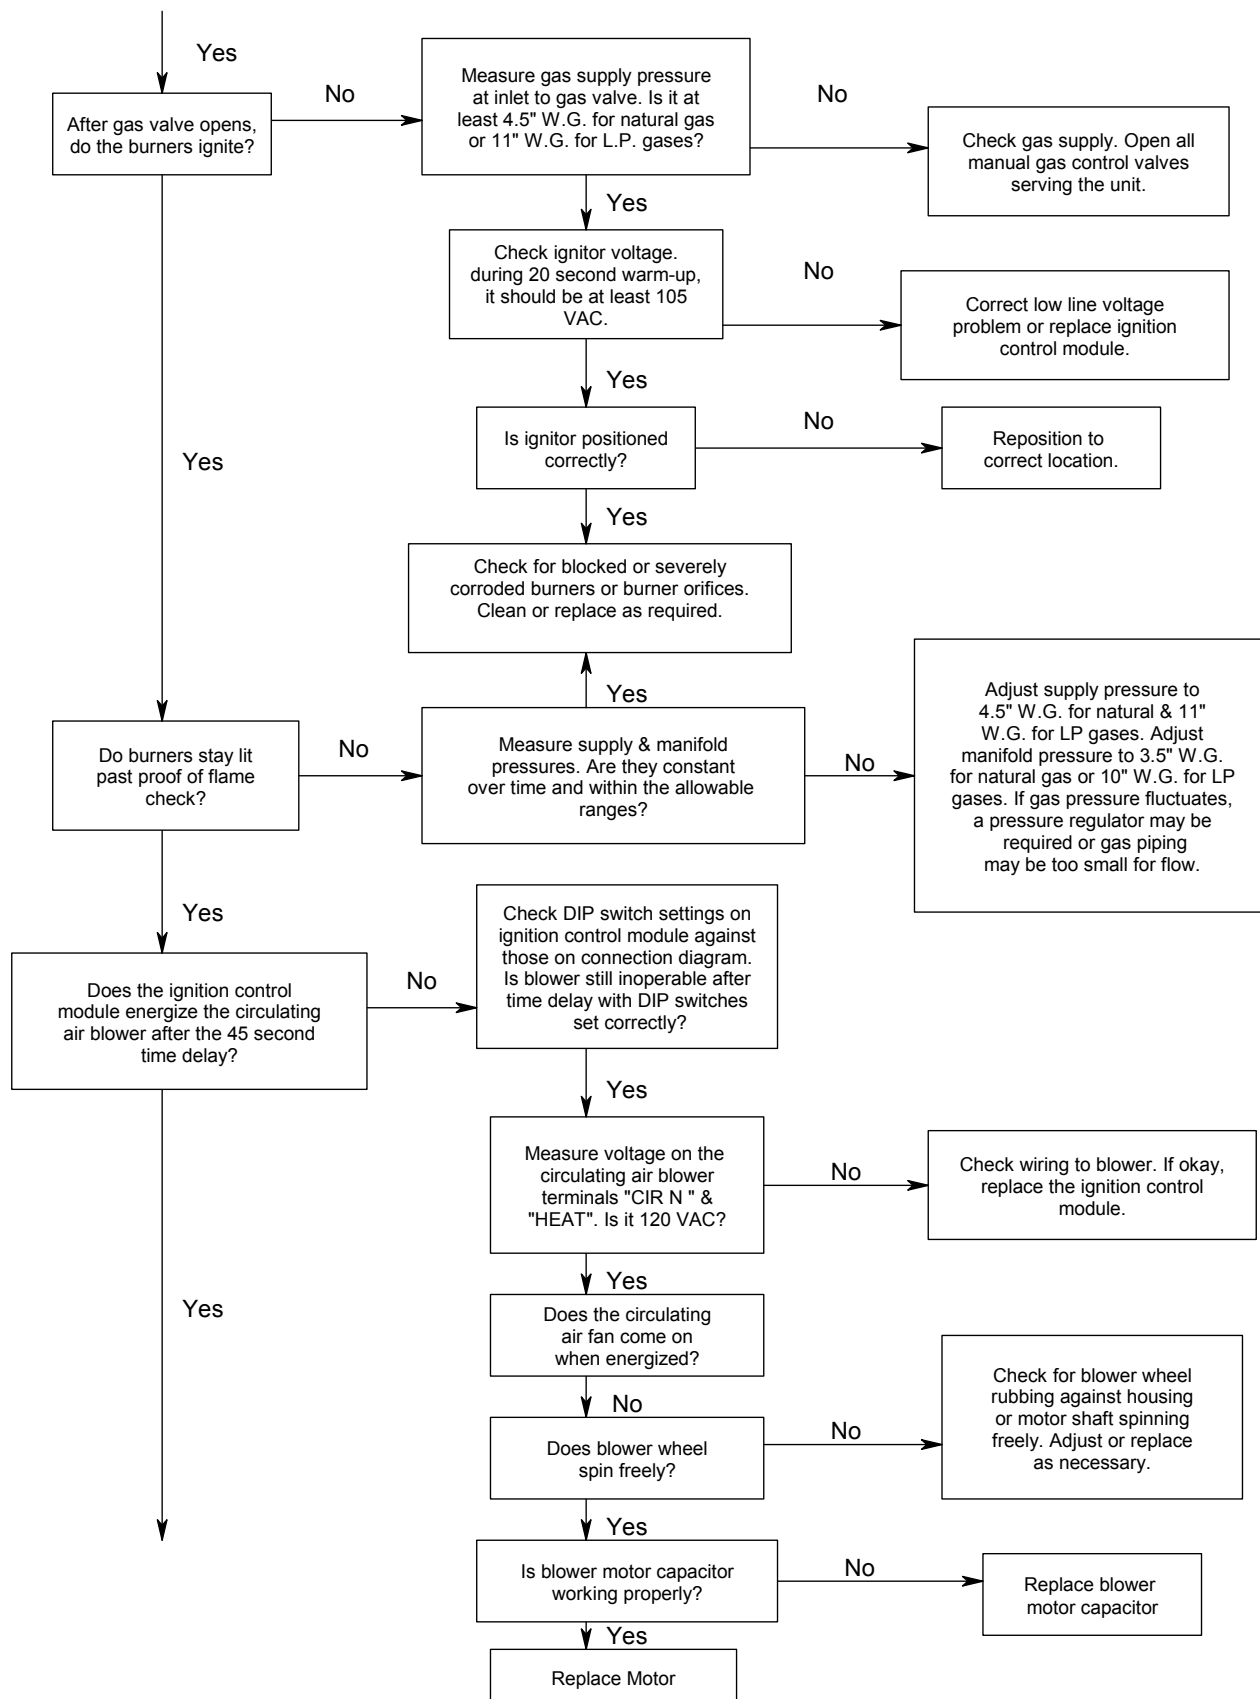 Yes
After gas valve opens,
do the burners ignite?
No
Measure gas supply pressure
at inlet to gas valve. Is it at
least 4.5" W.G. for natural gas
or 11" W.G. for L.P. gases?
No
Check gas supply. Open all
manual gas control valves
serving the unit.
Yes
Check ignitor voltage.
during 20 second warm-up,
it should be at least 105
VAC.
No
Correct low line voltage
problem or replace ignition
control module.
Yes
Is ignitor positioned
correctly?
No
Reposition to
correct location.
Yes
Yes
Check for blocked or severely
corroded burners or burner orifices.
Clean or replace as required.
Yes
Do burners stay lit
past proof of flame
check?
No
Measure supply & manifold
pressures. Are they constant
over time and within the allowable
ranges?
No
Adjust supply pressure to
4.5" W.G. for natural & 11"
W.G. for LP gases. Adjust
manifold pressure to 3.5" W.G.
for natural gas or 10" W.G. for LP
gases. If gas pressure fluctuates,
a pressure regulator may be
required or gas piping
may be too small for flow.
Yes
Does the ignition control
module energize the circulating
air blower after the 45 second
time delay?
No
Check DIP switch settings on
ignition control module against
those on connection diagram.
Is blower still inoperable after
time delay with DIP switches
set correctly?
Yes
Measure voltage on the
circulating air blower
terminals "CIR N " &
"HEAT". Is it 120 VAC?
No
Check wiring to blower. If okay,
replace the ignition control
module.
Yes
Yes
Does the circulating
air fan come on
when energized?
No
Does blower wheel
spin freely?
No
Check for blower wheel
rubbing against housing
or motor shaft spinning
freely. Adjust or replace
as necessary.
Yes
Is blower motor capacitor
working properly?
No
Replace blower
motor capacitor
Yes
Replace Motor